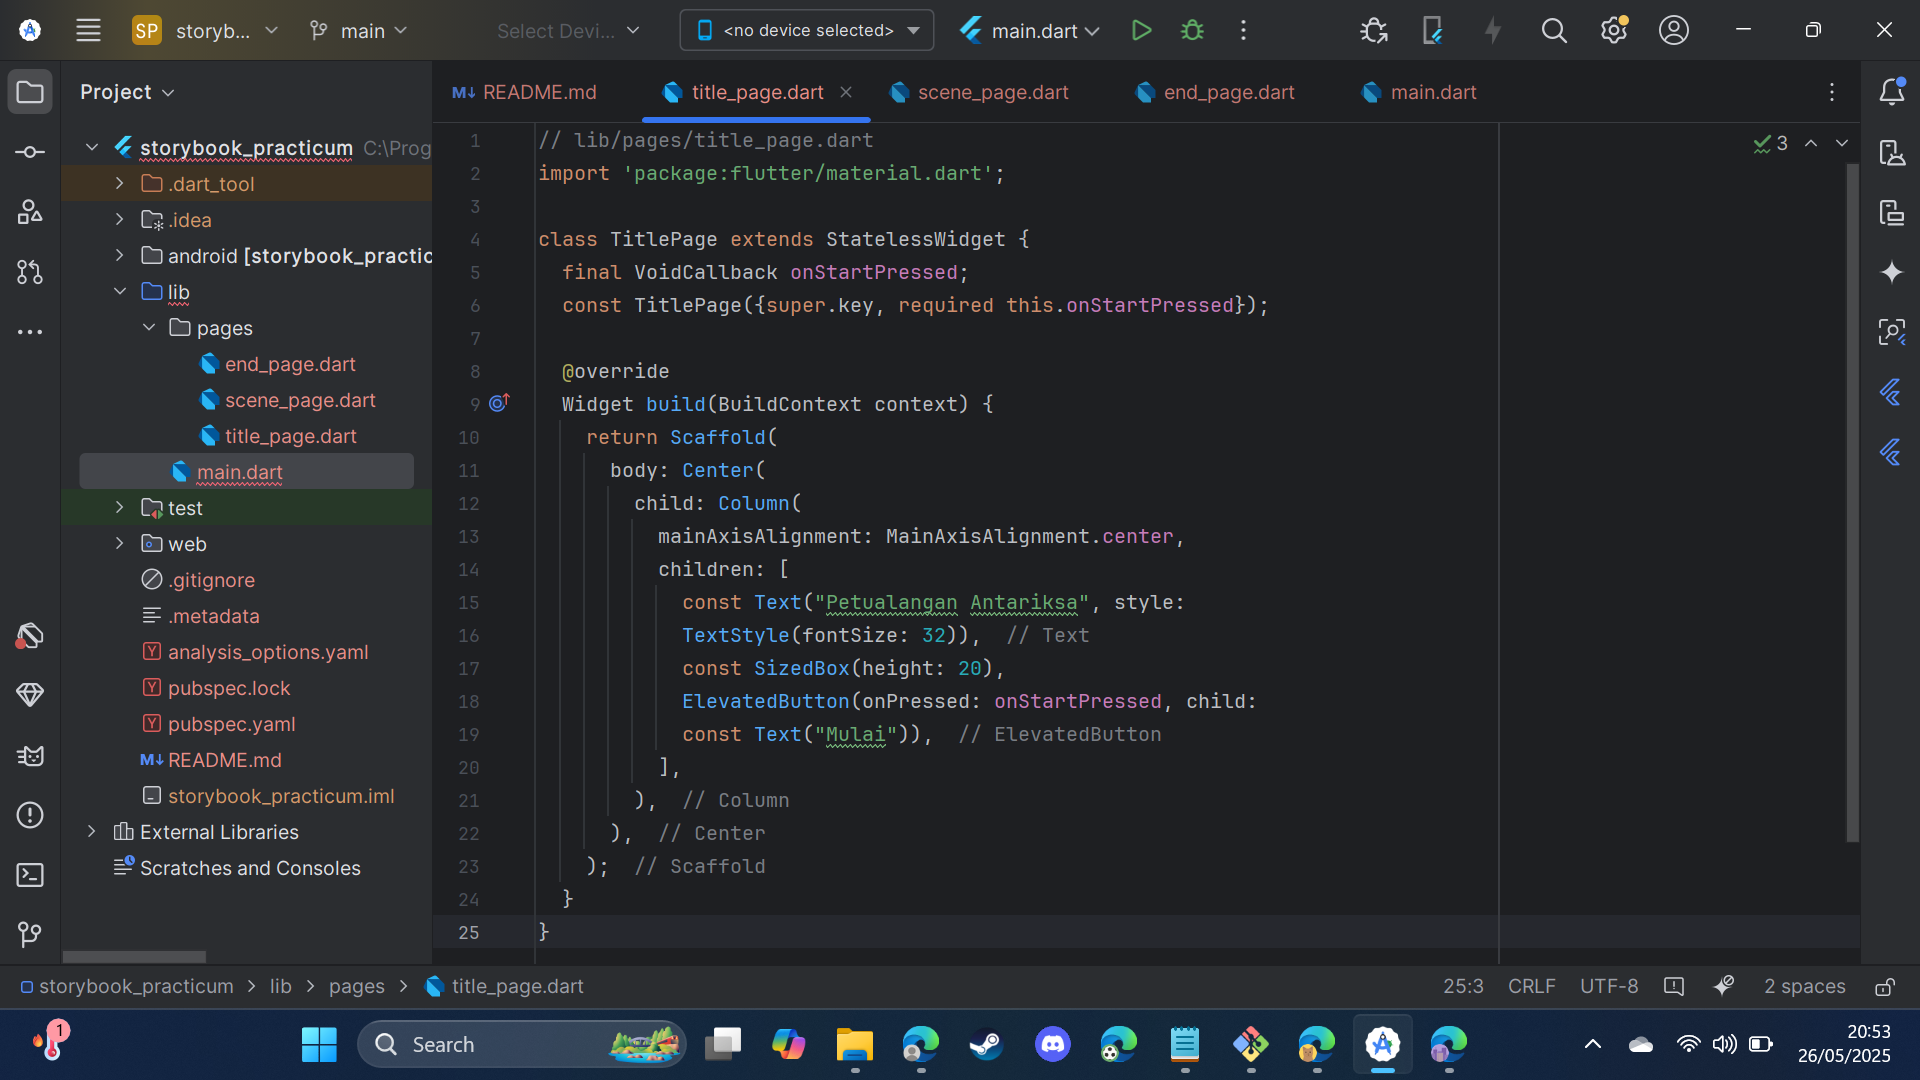 SP storyb... main Select Devi... <no device selected> main.dart
Project
README.md title_page.dart scene_page.dart end_page.dart main.dart
storybook_practicum C:\Prog
.dart_tool
.idea
android [storybook_practic
lib
pages
end_page.dart
scene_page.dart
title_page.dart
main.dart
test
web
.gitignore
.metadata
analysis_options.yaml
pubspec.lock
pubspec.yaml
M↓ README.md
storybook_practicum.iml
External Libraries
Scratches and Consoles
3
1 // lib/pages/title_page.dart
2 import 'package:flutter/material.dart';
3
4 class TitlePage extends StatelessWidget {
5 final VoidCallback onStartPressed;
6 const TitlePage({super.key, required this.onStartPressed});
7
8 @override
9 Widget build(BuildContext context) {
10 return Scaffold(
11 body: Center(
12 child: Column(
13 mainAxisAlignment: MainAxisAlignment.center,
14 children: [
15 const Text("Petualangan Antariksa", style:
16 TextStyle(fontSize: 32)), // Text
17 const SizedBox(height: 20),
18 ElevatedButton(onPressed: onStartPressed, child:
19 const Text("Mulai")), // ElevatedButton
20 ],
21 ), // Column
22 ), // Center
23 ); // Scaffold
24 }
25 }
storybook_practicum > lib > pages > title_page.dart 25:3 CRLF UTF-8 2 spaces
1 Search 20:53
26/05/2025